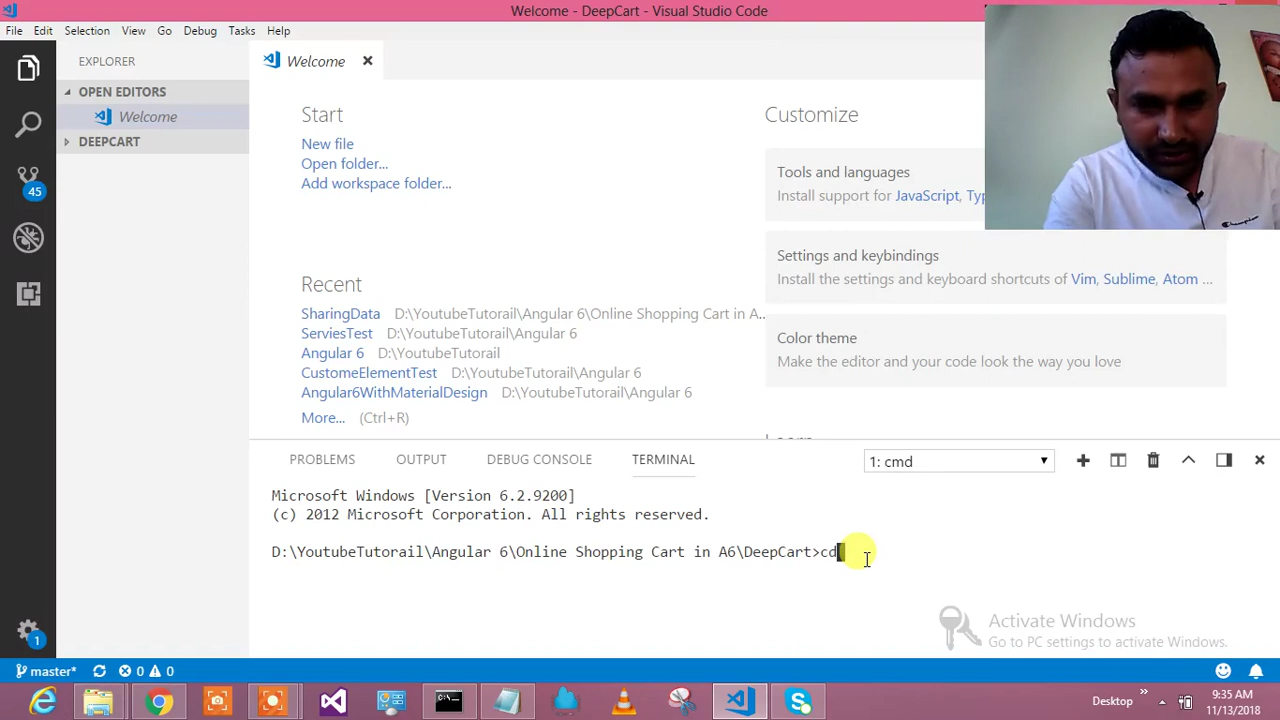 Welcome - DeepCart - Visual Studio Code
File Edit Selection View Go Debug Tasks Help
EXPLORER
OPEN EDITORS
Welcome
DEEPCART
45
1
Welcome
Start
New file
Open folder...
Add workspace folder...
Recent
SharingData D:\YoutubeTutorail\Angular 6\Online Shopping Cart in A...
ServiesTest D:\YoutubeTutorail\Angular 6
Angular 6 D:\YoutubeTutorail
CustomeElementTest D:\YoutubeTutorail\Angular 6
Angular6WithMaterialDesign D:\YoutubeTutorail\Angular 6
More... (Ctrl+R)
Customize
Tools and languages
Install support for JavaScript, Typ
Settings and keybindings
Install the settings and keyboard shortcuts of Vim, Sublime, Atom ...
Color theme
Make the editor and your code look the way you love
Learn
Champion
PROBLEMS OUTPUT DEBUG CONSOLE TERMINAL 1: cmd
Microsoft Windows [Version 6.2.9200]
(c) 2012 Microsoft Corporation. All rights reserved.
D:\YoutubeTutorail\Angular 6\Online Shopping Cart in A6\DeepCart>cd
Activate Windows
Go to PC settings to activate Windows.
master* 0 0
Desktop
9:35 AM
11/13/2018